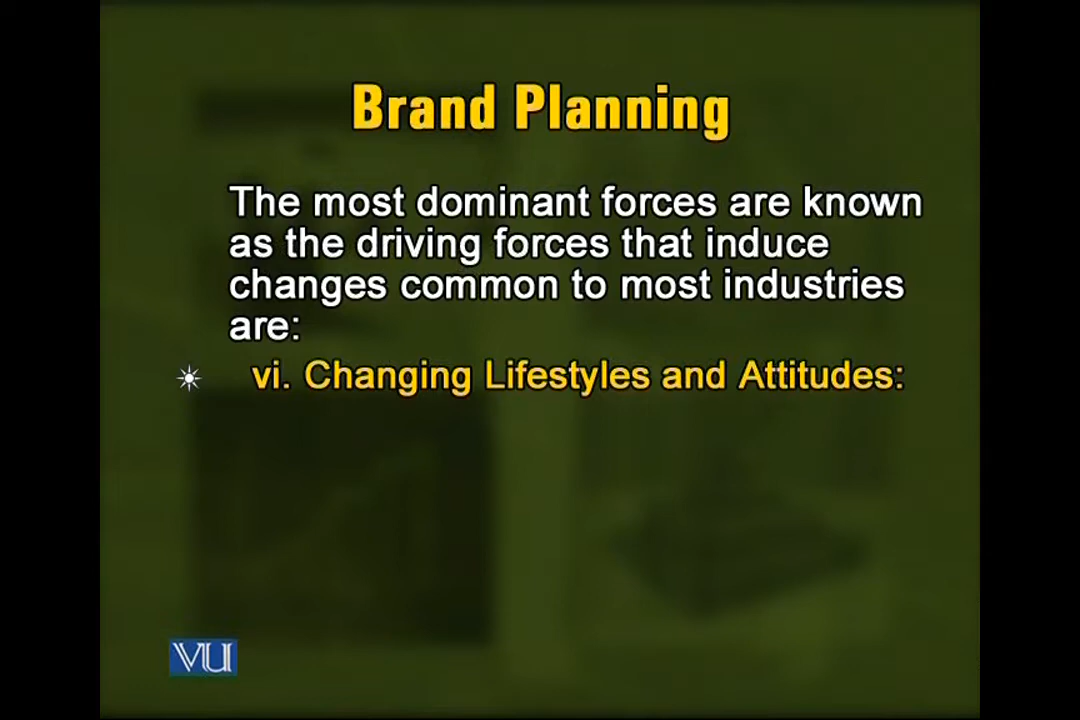 Brand Planning
The most dominant forces are known
as the driving forces that induce
changes common to most industries
are:
vi. Changing Lifestyles and Attitudes:
VU